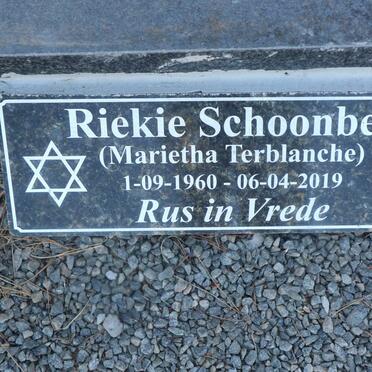 Riekie Schoonbe
(Marietha Terblanche)
1-09-1960 - 06-04-2019
Rus in Vrede